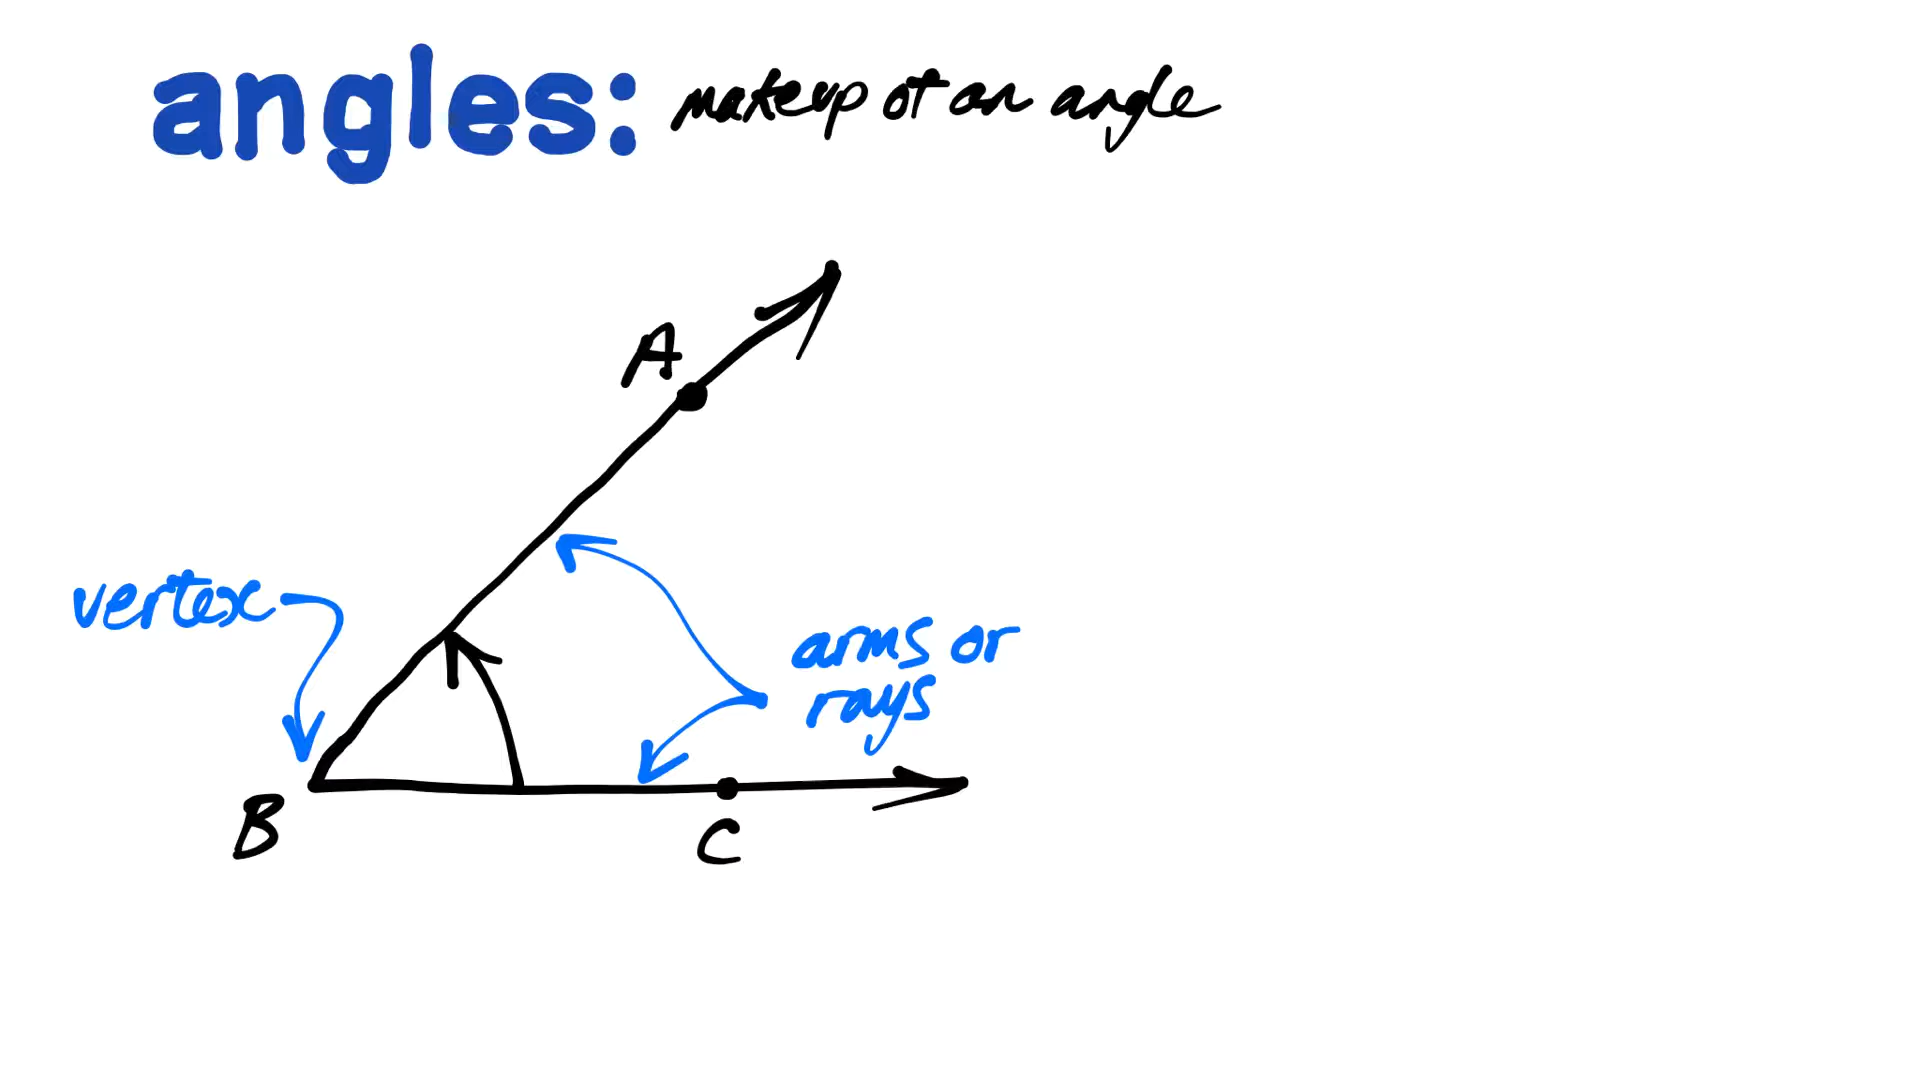 angles: makeup of an angle
A
vertex
arms or
rays
B
C